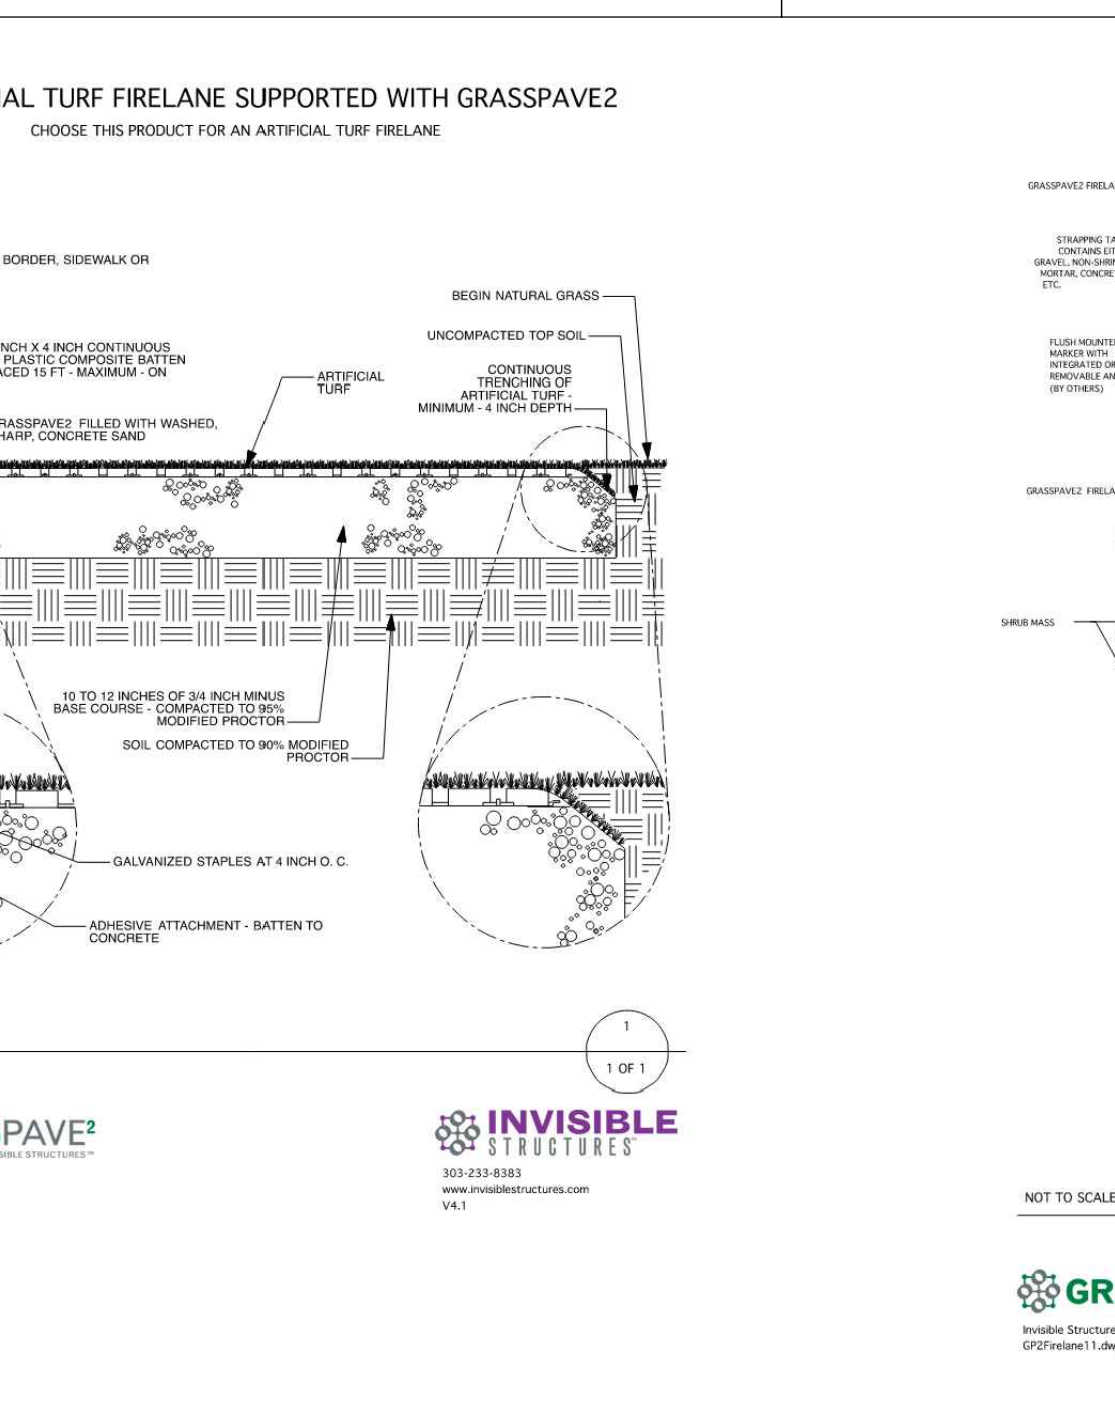 IAL TURF FIRELANE SUPPORTED WITH GRASSPAVE2
CHOOSE THIS PRODUCT FOR AN ARTIFICIAL TURF FIRELANE
BORDER, SIDEWALK OR
NCH X 4 INCH CONTINUOUS
PLASTIC COMPOSITE BATTEN
ACED 15 FT - MAXIMUM - ON
RASSPAVE2 FILLED WITH WASHED,
HARP, CONCRETE SAND
ARTIFICIAL
TURF
BEGIN NATURAL GRASS
UNCOMPACTED TOP SOIL
CONTINUOUS
TRENCHING OF
ARTIFICIAL TURF -
MINIMUM - 4 INCH DEPTH
10 TO 12 INCHES OF 3/4 INCH MINUS
BASE COURSE - COMPACTED TO 95%
MODIFIED PROCTOR
SOIL COMPACTED TO 90% MODIFIED
PROCTOR
GALVANIZED STAPLES AT 4 INCH O. C.
ADHESIVE ATTACHMENT - BATTEN TO
CONCRETE
1
1 OF 1
PAVE2
SIBLE STRUCTURES™
INVISIBLE
STRUCTURES™
303-233-8383
www.invisiblestructures.com
V4.1
GRASSPAVE2 FIRELA
STRAPPING TA
CONTAINS EIT
GRAVEL, NON-SHRI
MORTAR, CONCRE
ETC.
FLUSH MOUNTE
MARKER WITH
INTEGRATED OR
REMOVABLE AN
(BY OTHERS)
GRASSPAVE2 FIRELA
SHRUB MASS
NOT TO SCALE
GR
Invisible Structure
GP2Firelane11.dw